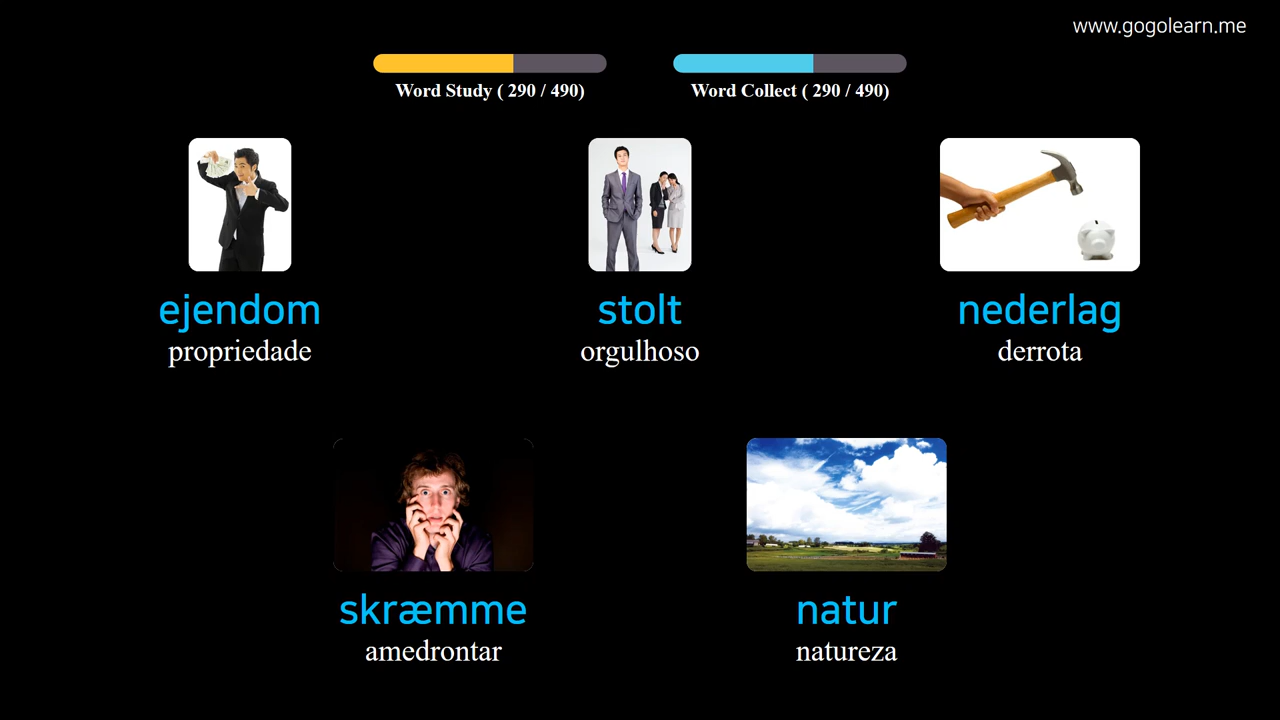 www.gogolearn.me
Word Study ( 290 / 490)
Word Collect ( 290 / 490)
ejendom
propriedade
stolt
orgulhoso
nederlag
derrota
skræmme
amedrontar
natur
natureza